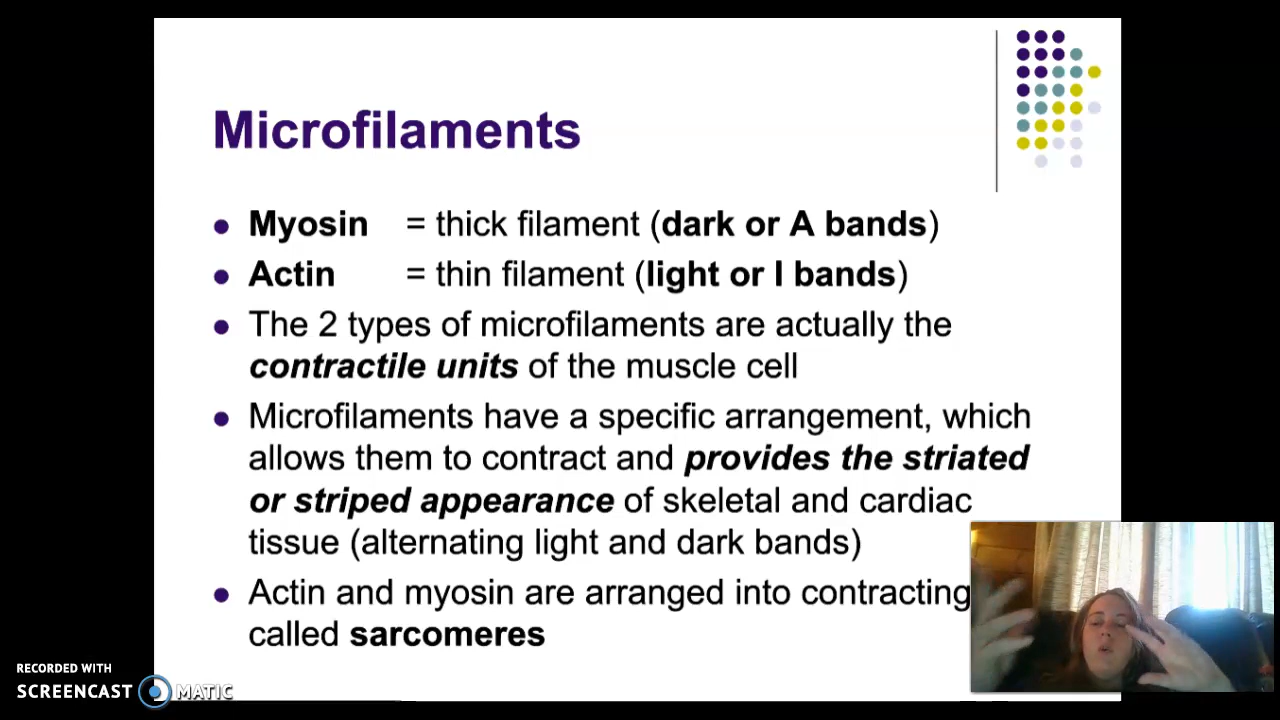 Microfilaments
Myosin = thick filament (dark or A bands)
Actin = thin filament (light or I bands)
The 2 types of microfilaments are actually the
contractile units of the muscle cell
Microfilaments have a specific arrangement, which
allows them to contract and provides the striated
or striped appearance of skeletal and cardiac
tissue (alternating light and dark bands)
Actin and myosin are arranged into contracting
called sarcomeres
RECORDED WITH
SCREENCAST MATIC